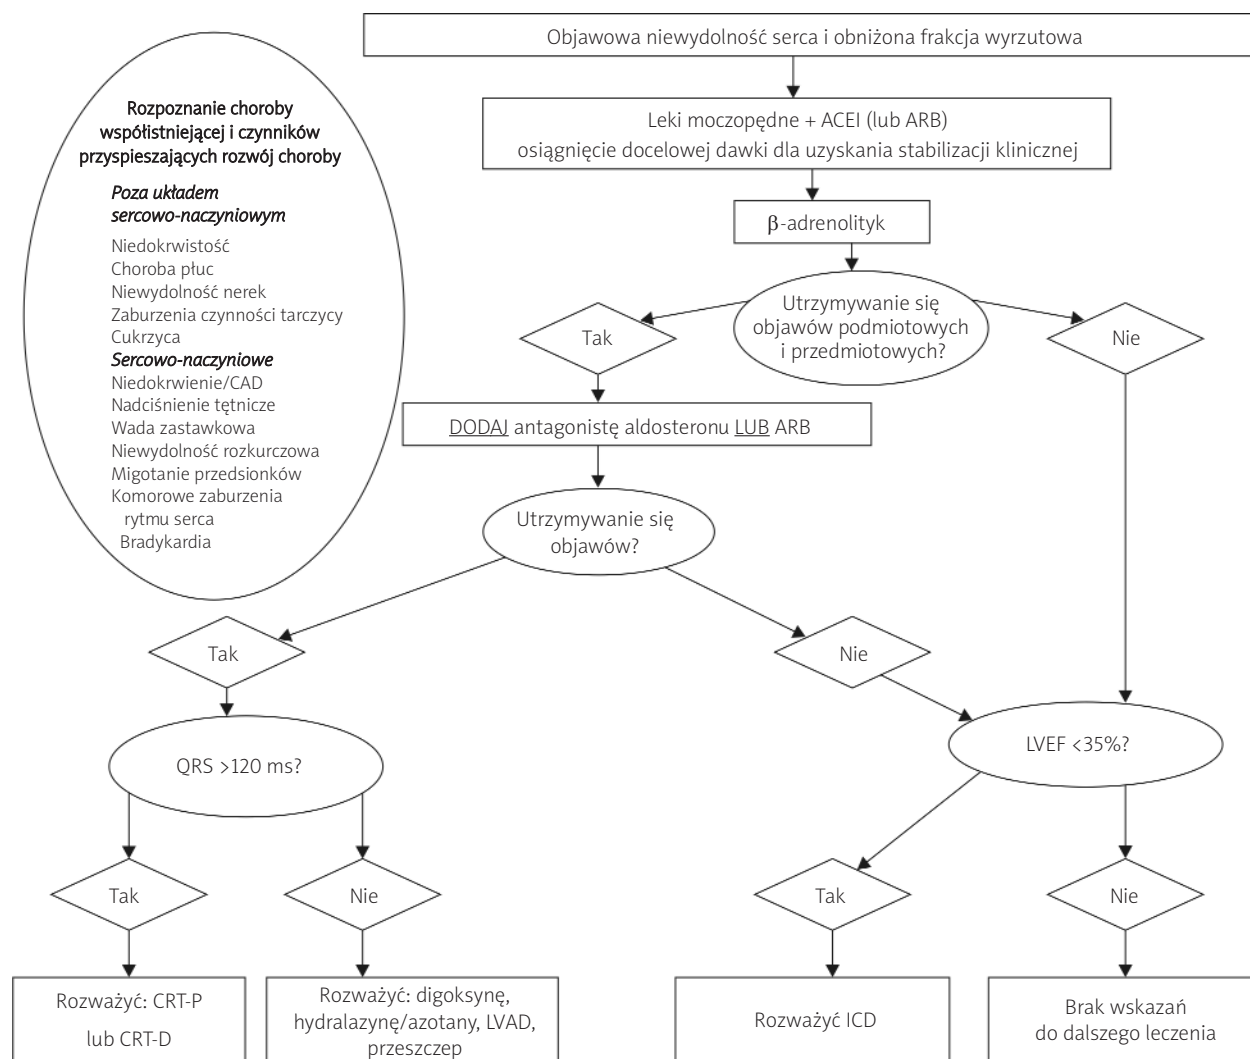 Rozpoznanie choroby
współistniejącej i czynników
przyspieszających rozwój choroby
Poza układem
sercowo-naczyniowym
Niedokrwistość
Choroba płuc
Niewydolność nerek
Zaburzenia czynności tarczycy
Cukrzyca
Sercowo-naczyniowe
Niedokrwienie/CAD
Nadciśnienie tętnicze
Wada zastawkowa
Niewydolność rozkurczowa
Migotanie przedsionków
Komorowe zaburzenia
rytmu serca
Bradykardia
Objawowa niewydolność serca i obniżona frakcja wyrzutowa
Leki moczopędne + ACEI (lub ARB)
osiągnięcie docelowej dawki dla uzyskania stabilizacji klinicznej
β-adrenolityk
Utrzymywanie się
objawów podmiotowych
i przedmiotowych?
Tak
Nie
DODAJ antagonistę aldosteronu LUB ARB
Utrzymywanie się
objawów?
Tak
Nie
QRS >120 ms?
LVEF <35%?
Tak
Nie
Tak
Nie
Rozważyć: CRT-P
lub CRT-D
Rozważyć: digoksynę,
hydralazynę/azotany, LVAD,
przeszczep
Rozważyć ICD
Brak wskazań
do dalszego leczenia